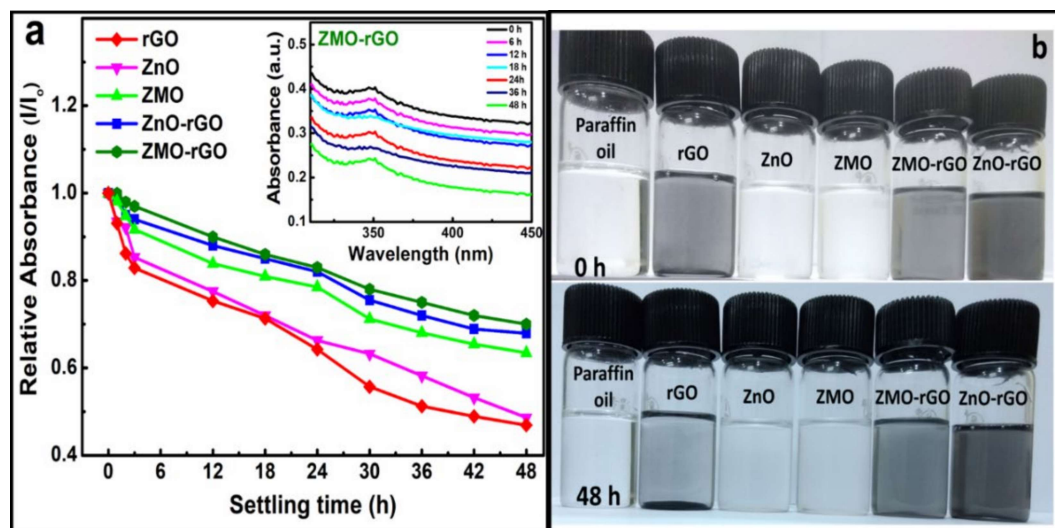 a
rGO
ZnO
ZMO
ZnO-rGO
ZMO-rGO
Relative Absorbance (I/Iₒ)
1.2
1.0
0.8
0.6
0.4
0 6 12 18 24 30 36 42 48
Settling time (h)
ZMO-rGO
0 h
6 h
12 h
18 h
24h
36 h
48 h
Absorbance (a.u.)
0.5
0.4
0.3
0.2
0.1
350 400 450
Wavelength (nm)
b
Paraffin
oil
rGO
ZnO
ZMO
ZMO-rGO
ZnO-rGO
0 h
Paraffin
oil
rGO
ZnO
ZMO
ZMO-rGO
ZnO-rGO
48 h